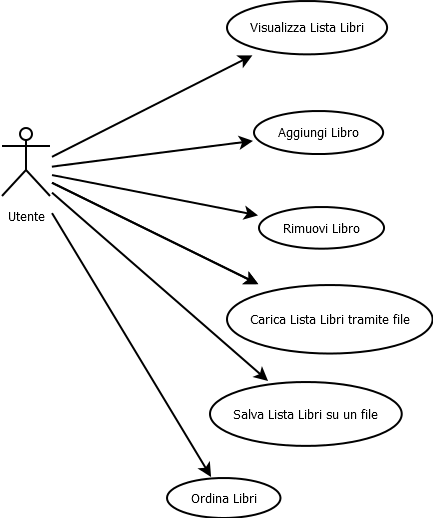 Visualizza Lista Libri
Aggiungi Libro
Utente
Rimuovi Libro
Carica Lista Libri tramite file
Salva Lista Libri su un file
Ordina Libri